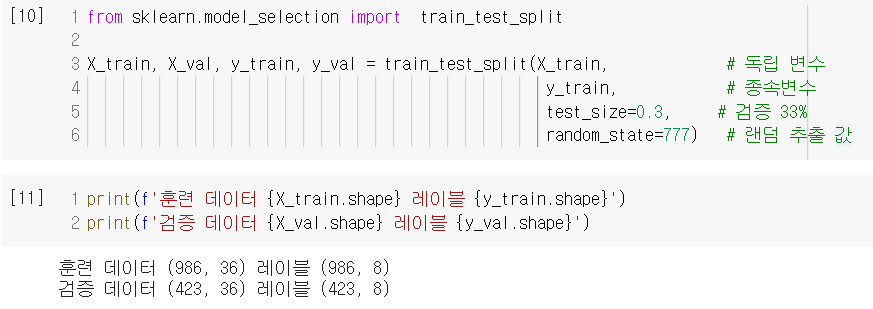 [10] 1 from sklearn.model_selection import  train_test_split
2
3 X_train, X_val, y_train, y_val = train_test_split(X_train, # 독립 변수
4 y_train, # 종속변수
5 test_size=0.3, # 검증 33%
6 random_state=777) # 랜덤 추출 값
[11] 1 print(f'훈련 데이터 {X_train.shape} 레이블 {y_train.shape}')
2 print(f'검증 데이터 {X_val.shape} 레이블 {y_val.shape}')
훈련 데이터 (986, 36) 레이블 (986, 8)
검증 데이터 (423, 36) 레이블 (423, 8)